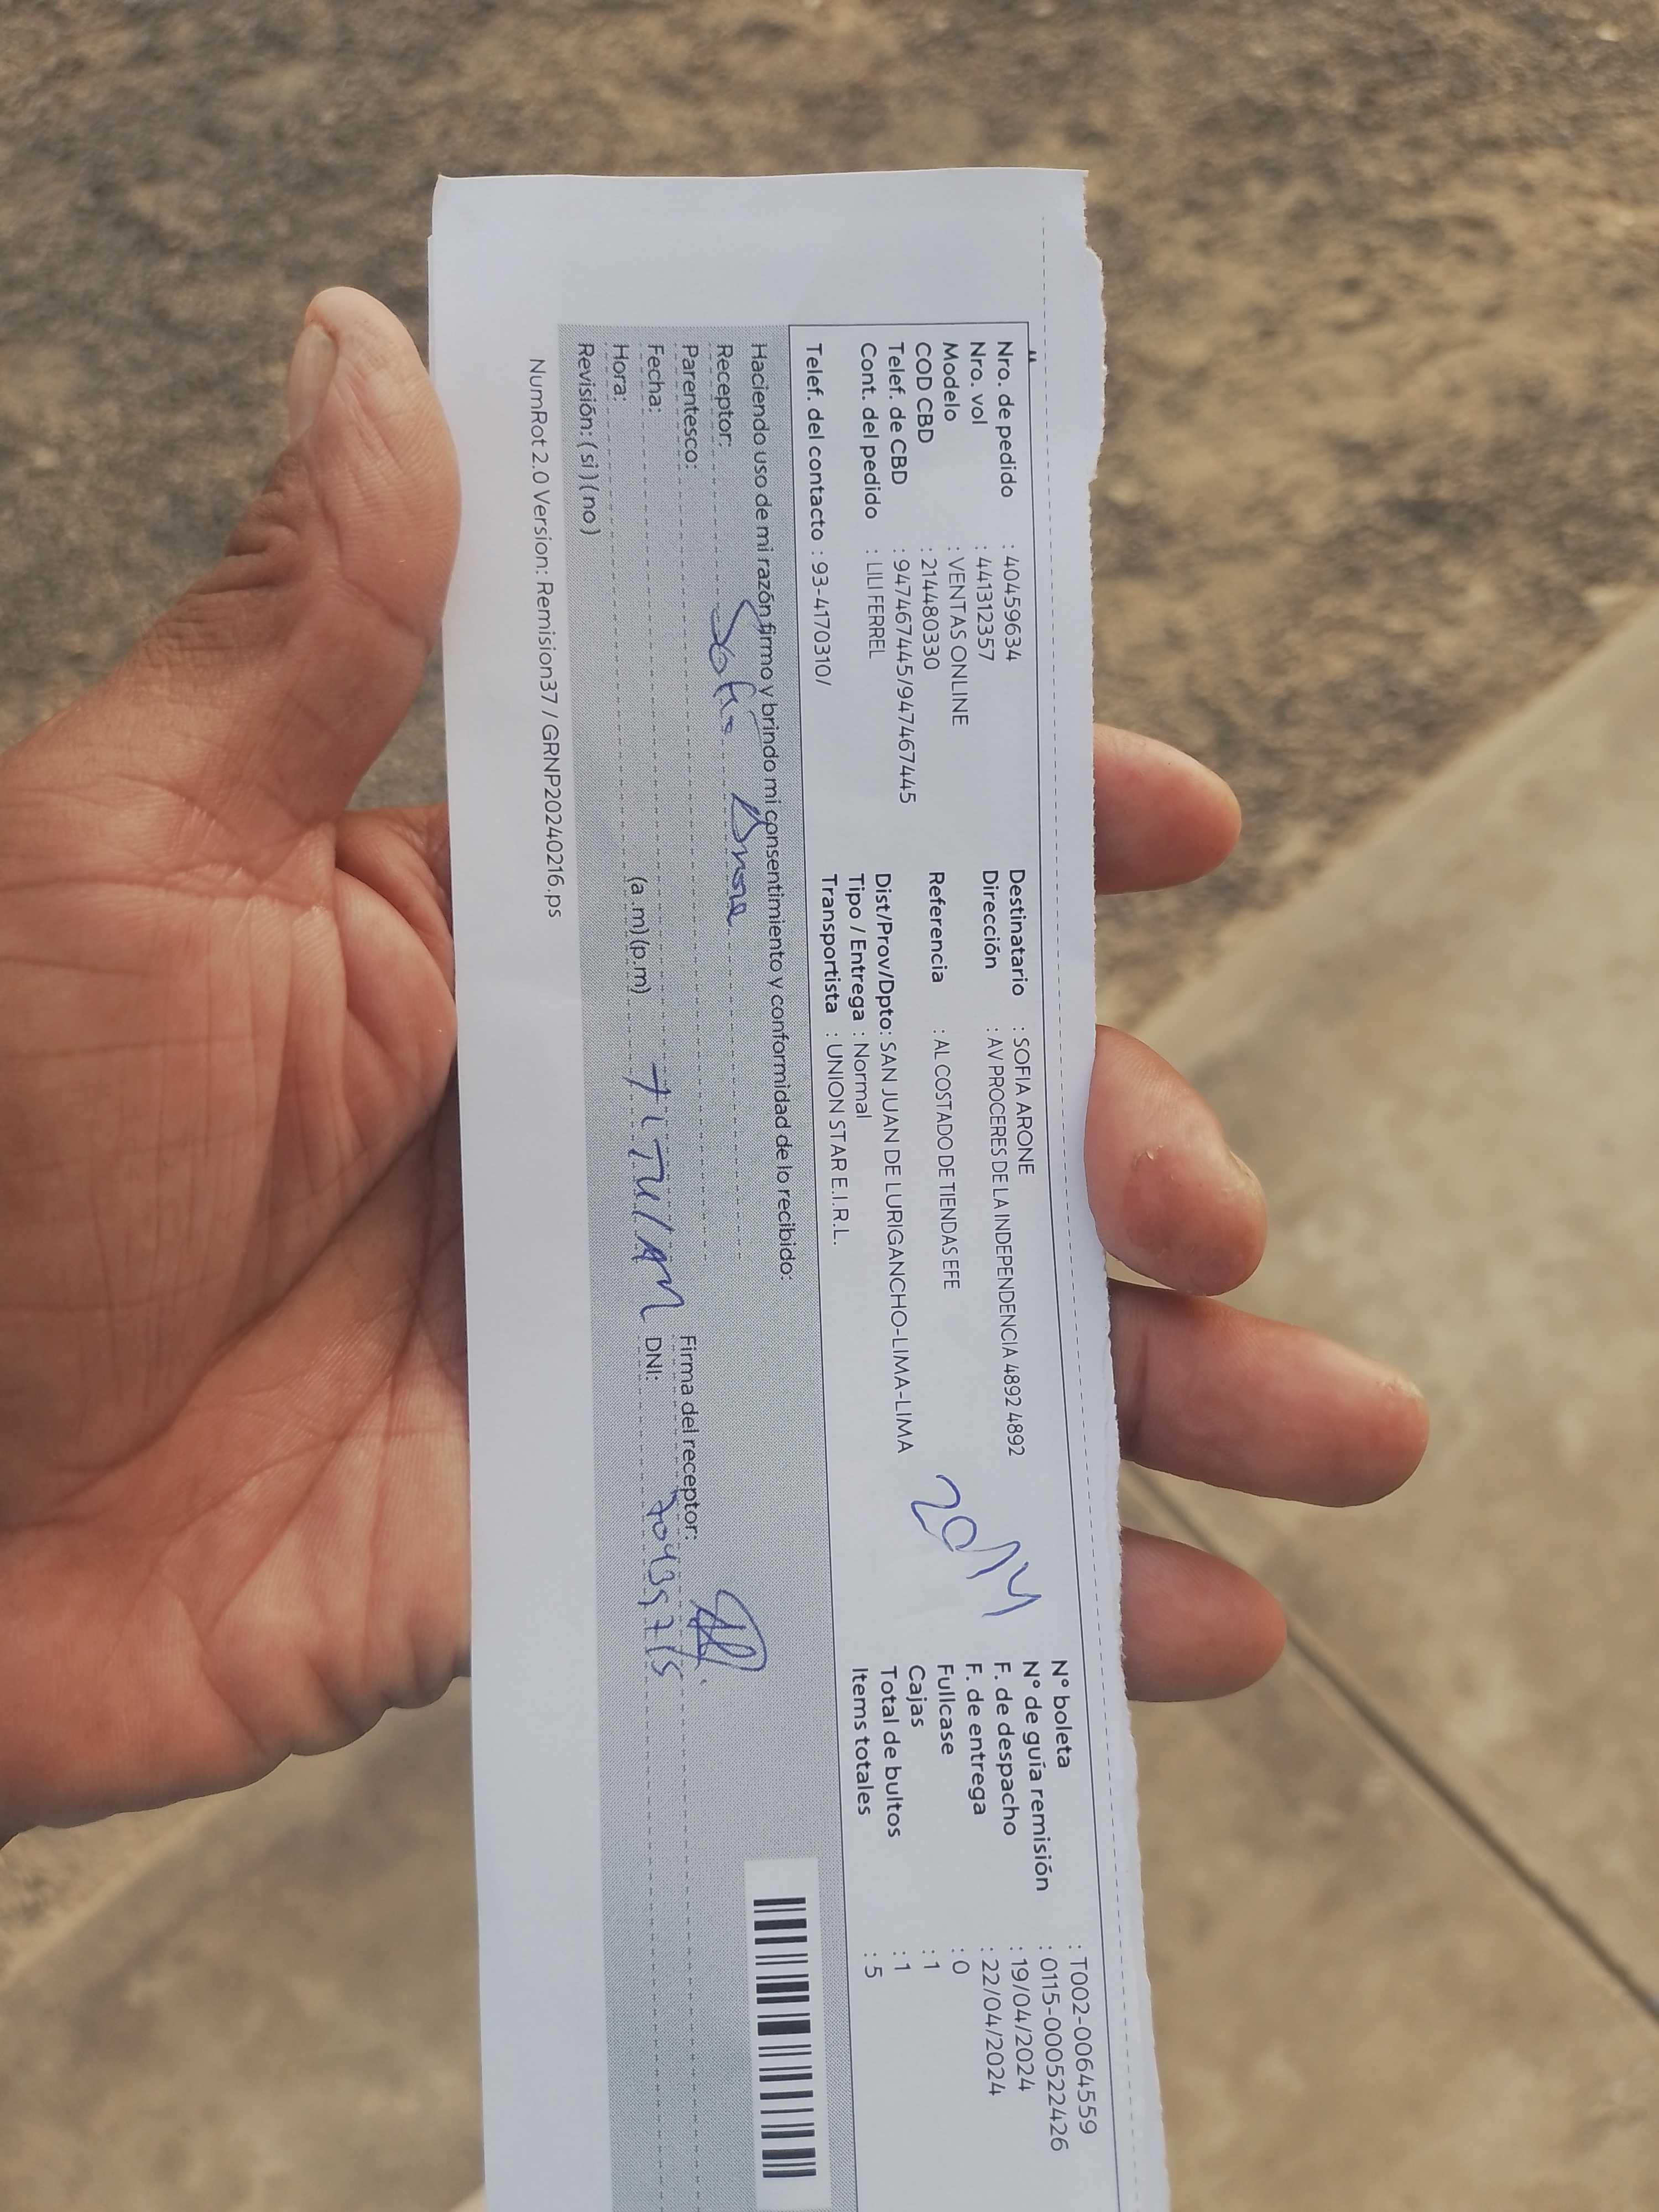 Nro. de pedido : 40459634
Nro. vol : 441312357
Modelo : VENTAS ONLINE
COD CBD : 214480330
Telef. de CBD : 947467445/947467445
Cont. del pedido : LILI FERREL
Telef. del contacto : 93-4170310/
Destinatario : SOFIA ARONE
Dirección : AV PROCERES DE LA INDEPENDENCIA 4892 4892
Referencia : AL COSTADO DE TIENDAS EFE
Dist/Prov/Dpto: SAN JUAN DE LURIGANCHO-LIMA-LIMA
Tipo / Entrega : Normal
Transportista : UNION STAR E.I.R.L.
N° boleta : T002-0064559
N° de guía remisión : 0115-000522426
F. de despacho : 19/04/2024
F. de entrega : 22/04/2024
Fullcase : 0
Cajas : 1
Total de bultos : 1
Items totales : 5
Haciendo uso de mi razón firmo y brindo mi consentimiento y conformidad de lo recibido:
Receptor: Sofia Arone
Parentesco:
Fecha:
Hora: (a.m)(p.m)
Revisión: (si)(no)
Firma del receptor:
DNI:
NumRot 2.0 Version: Remision37 / GRNP20240216.ps